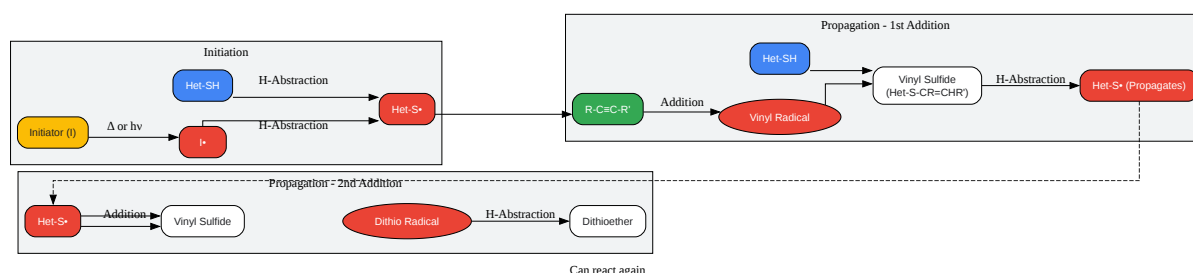 Initiation
Het-SH
H-Abstraction
Initiator (I)
Δ or hν
I•
H-Abstraction
Het-S•
Propagation - 1st Addition
R-C≡C-R'
Addition
Vinyl Radical
Het-SH
Vinyl Sulfide
(Het-S-CR=CHR')
H-Abstraction
Het-S• (Propagates)
Propagation - 2nd Addition
Het-S•
Addition
Vinyl Sulfide
Dithio Radical
H-Abstraction
Dithioether
Can react again